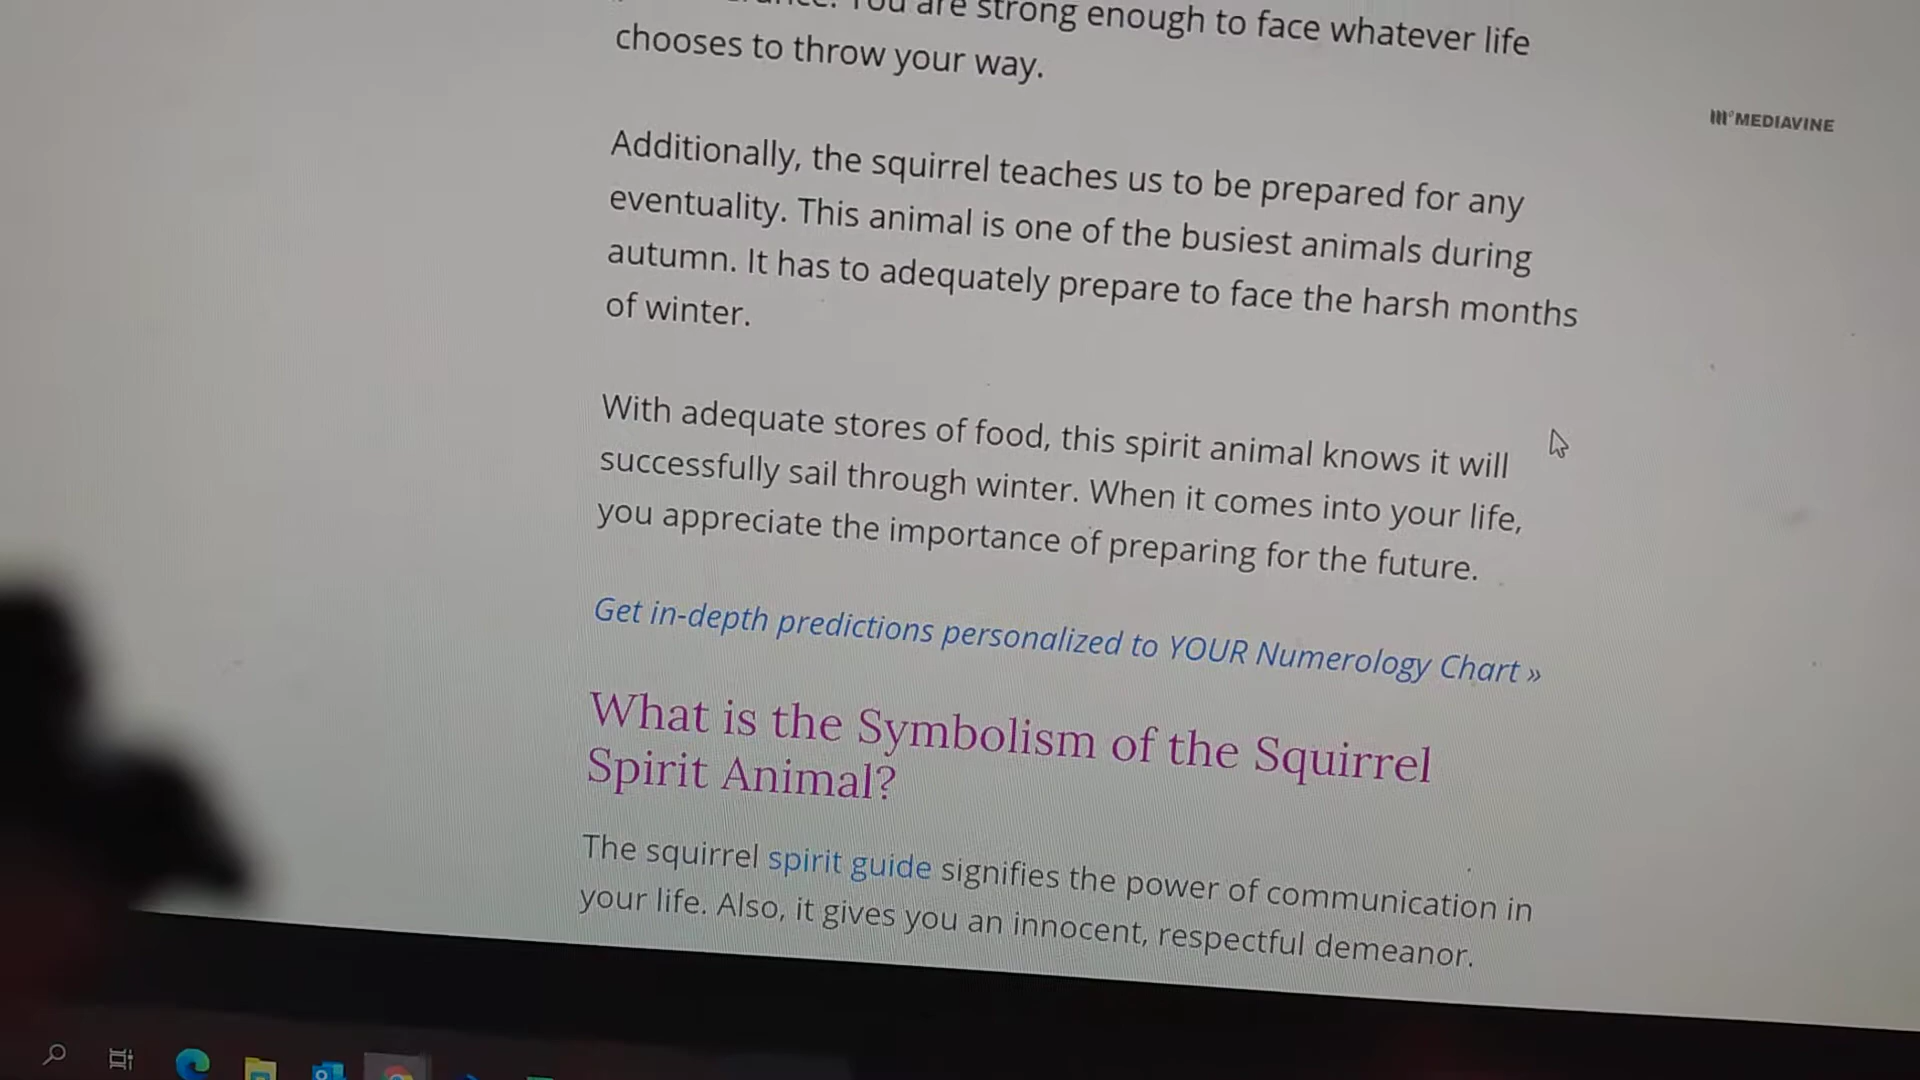 You are strong enough to face whatever life
chooses to throw your way.
MEDIAVINE
Additionally, the squirrel teaches us to be prepared for any
eventuality. This animal is one of the busiest animals during
autumn. It has to adequately prepare to face the harsh months
of winter.
With adequate stores of food, this spirit animal knows it will
successfully sail through winter. When it comes into your life,
you appreciate the importance of preparing for the future.
Get in-depth predictions personalized to YOUR Numerology Chart »
What is the Symbolism of the Squirrel
Spirit Animal?
The squirrel spirit guide signifies the power of communication in
your life. Also, it gives you an innocent, respectful demeanor.